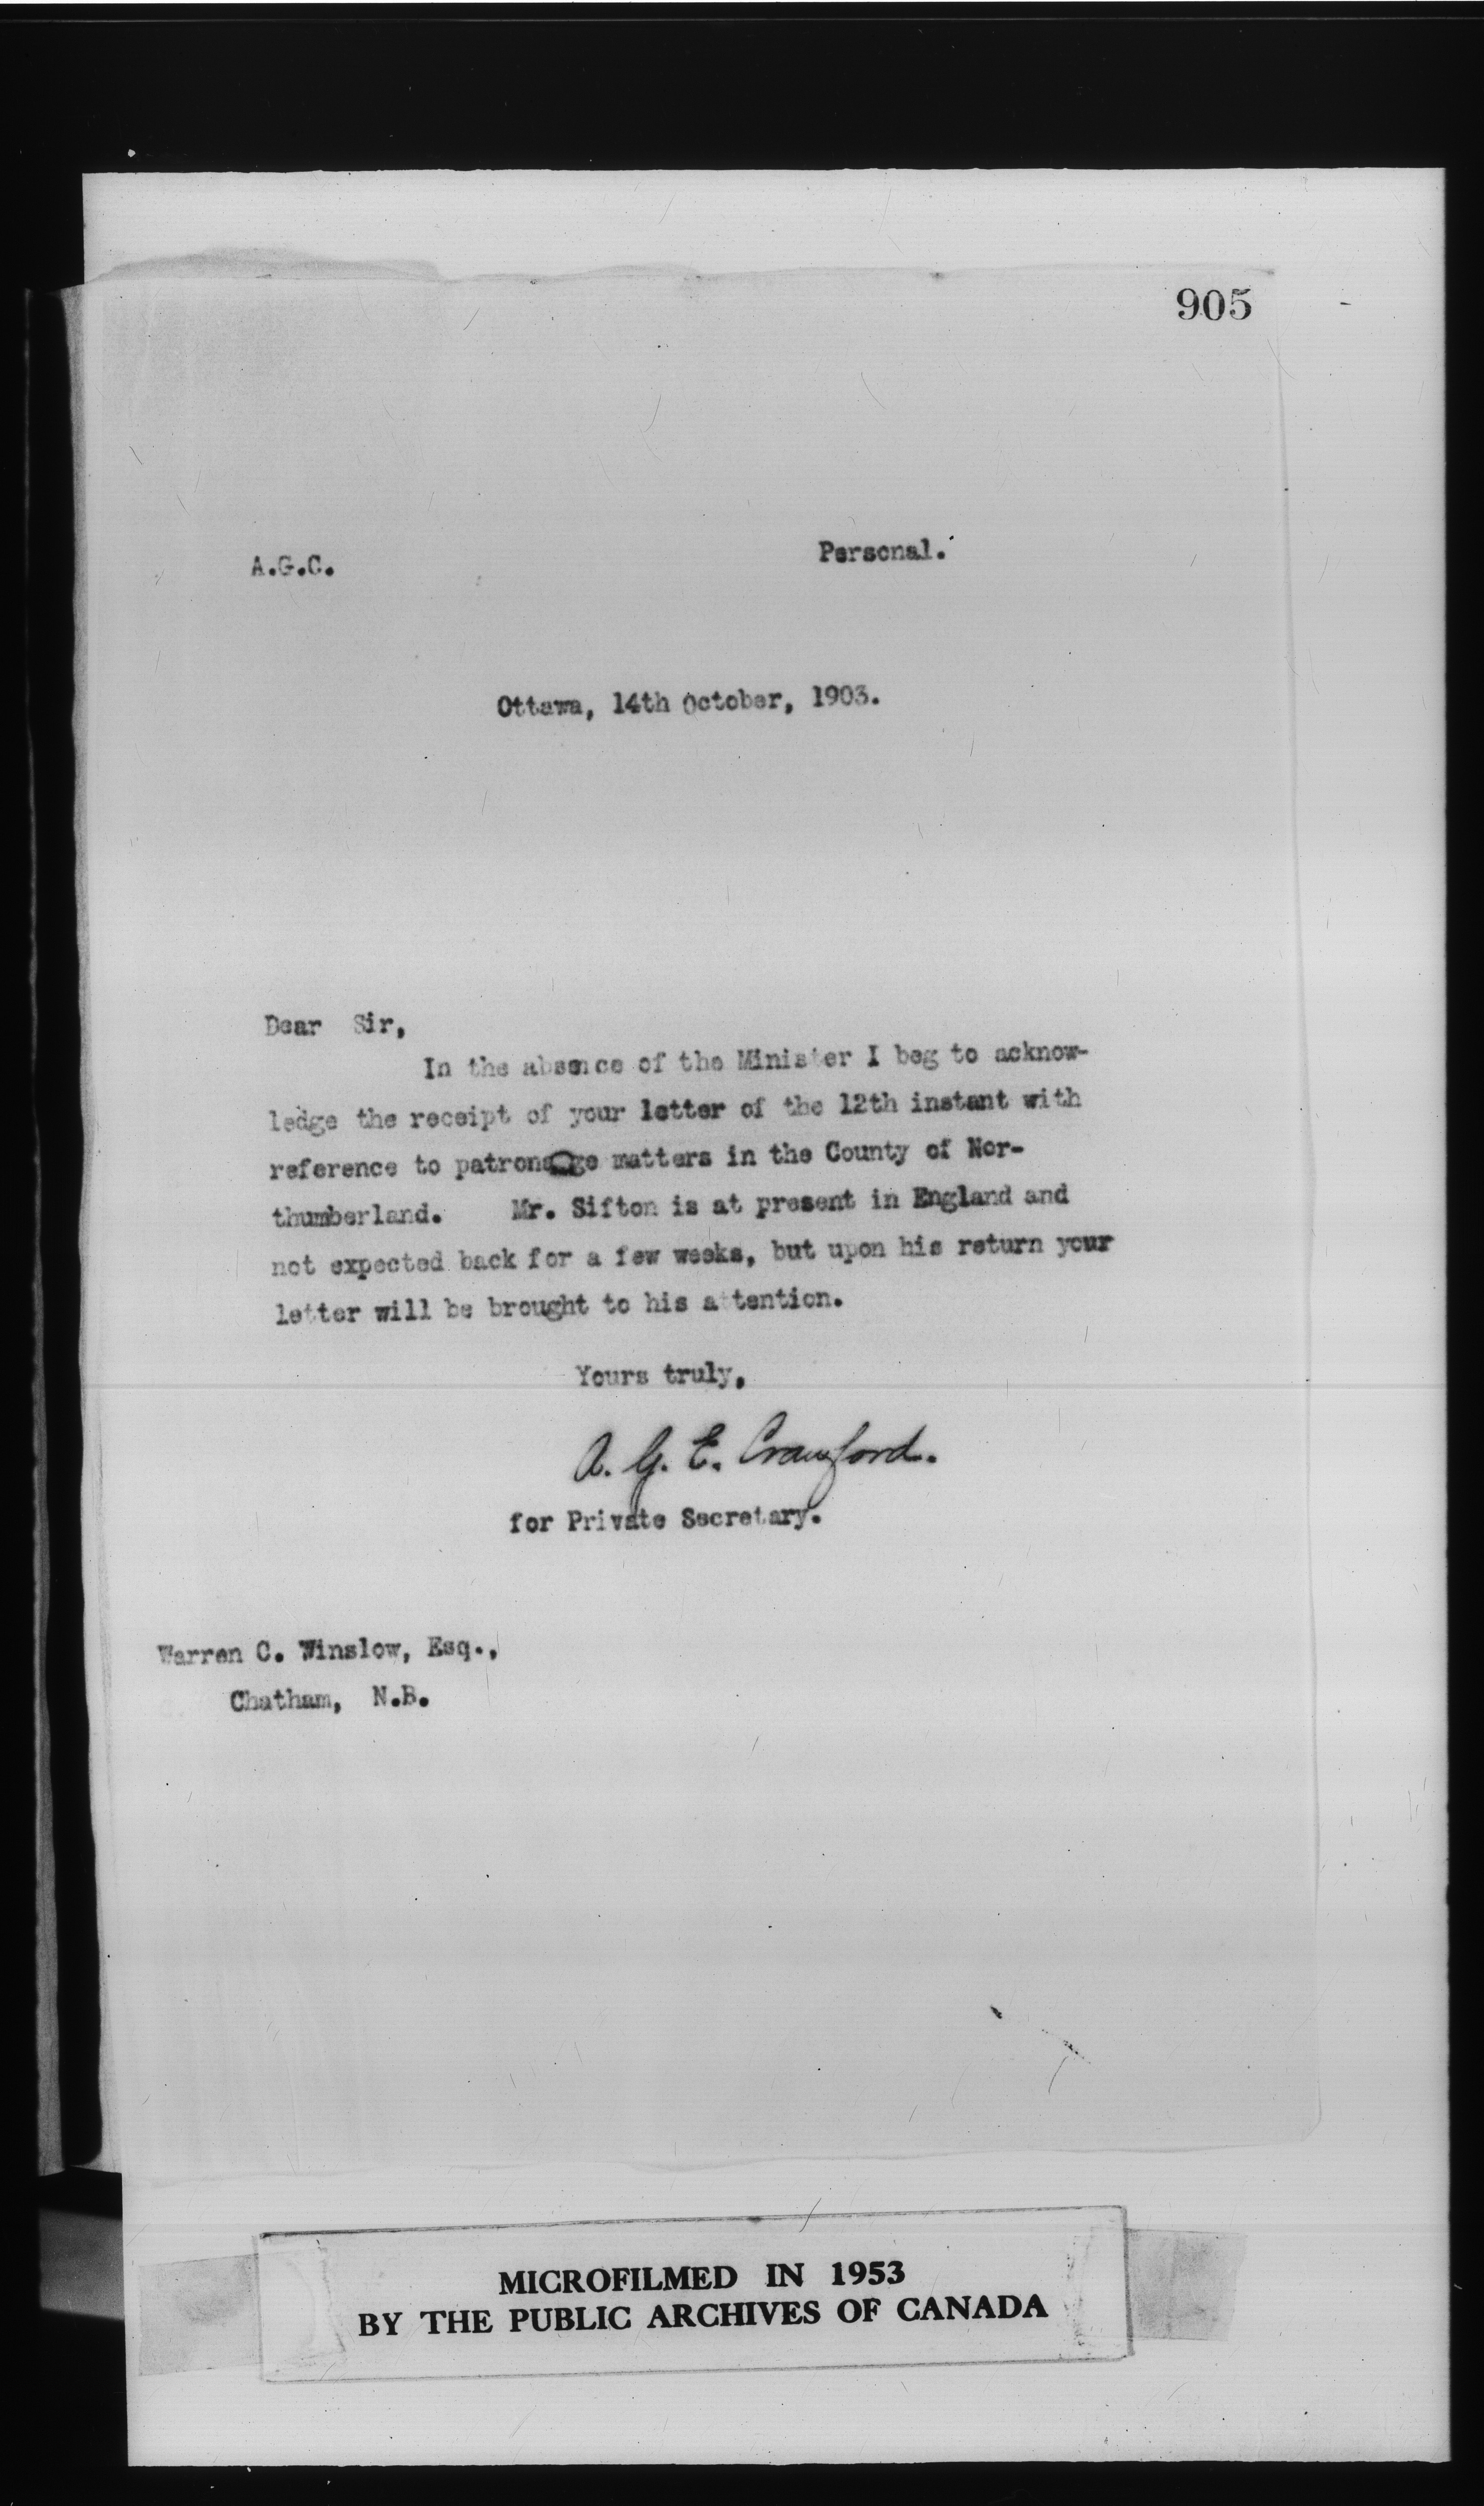 905
A.G.C. Personal.
Ottawa, 14th October, 1903.
Dear Sir,
In the absence of the Minister I beg to acknow-
ledge the receipt of your letter of the 12th instant with
reference to patronage matters in the County of Nor-
thumberland. Mr. Sifton is at present in England and
not expected back for a few weeks, but upon his return your
letter will be brought to his attention.
Yours truly,
A. G. E. Crawford.
for Private Secretary.
Warren C. Winslow, Esq.,
Chatham, N.B.
MICROFILMED IN 1953
BY THE PUBLIC ARCHIVES OF CANADA